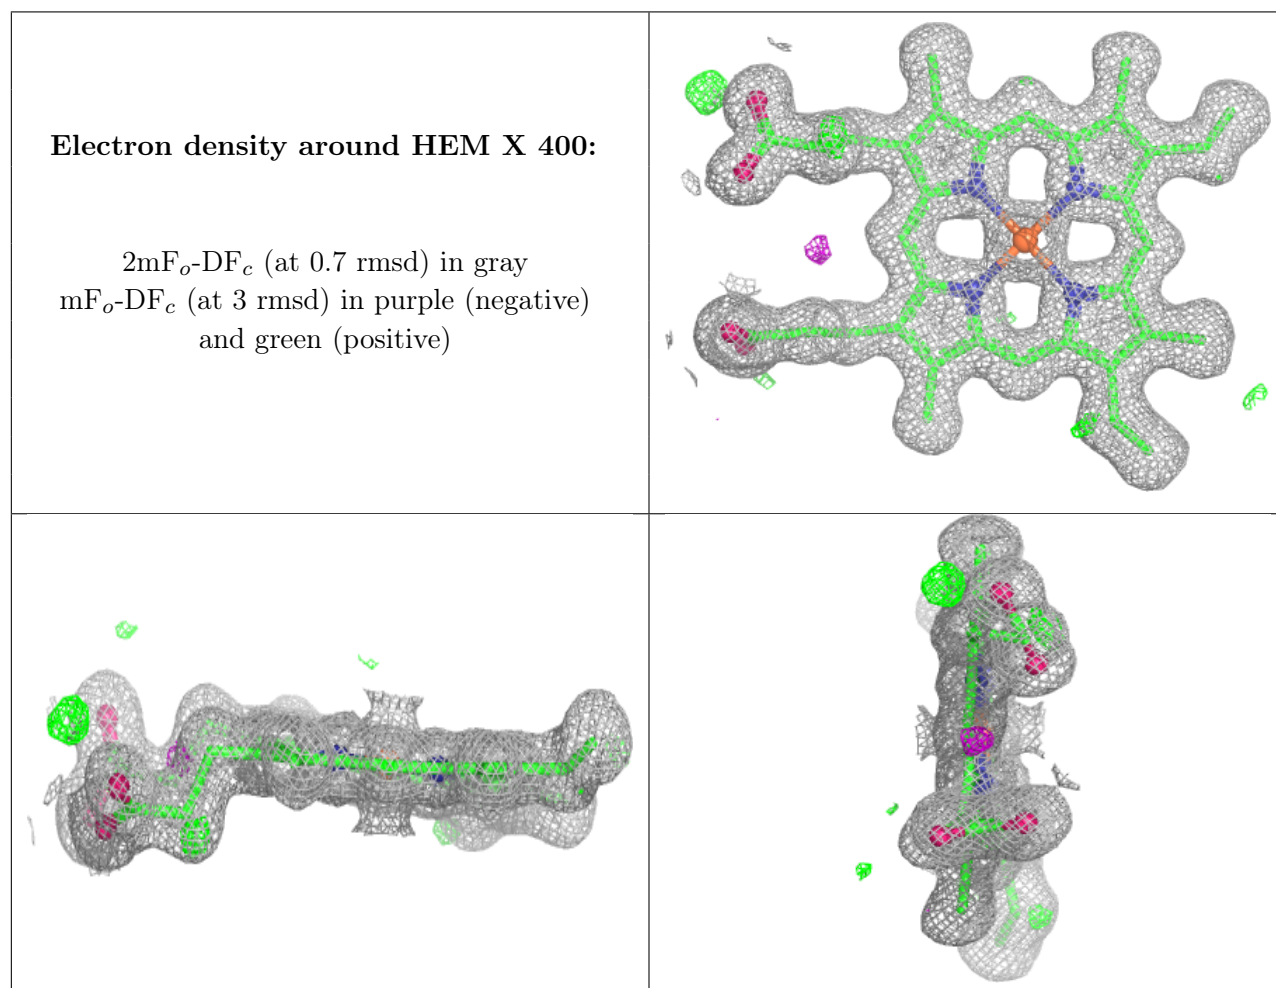 Electron density around HEM X 400:
2mFo-DFc (at 0.7 rmsd) in gray
mFo-DFc (at 3 rmsd) in purple (negative)
and green (positive)